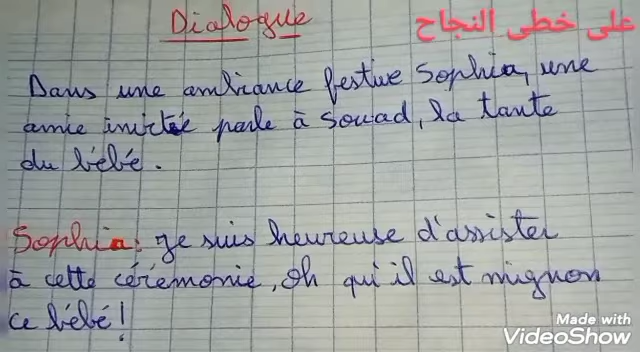 Dialogue
على خطى النجاح
Dans une ambiance festive Sophia, une
amie invitée parle à Souad, la tante
du bébé.
Sophia: je suis heureuse d'assister
à cette cérémonie, Oh qu'il est mignon
ce bébé!
Made with
VideoShow